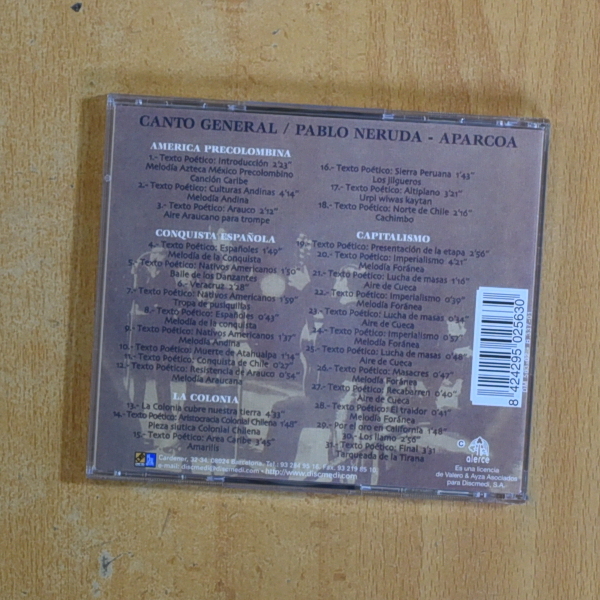 CANTO GENERAL / PABLO NERUDA - APARCOA
AMERICA PRECOLOMBINA
1.- Texto Poético: Introducción 2'23"
Melodía Azteca México Precolombino
Canción Caribe
2.- Texto Poético: Culturas Andinas 4'14"
Melodía Andina
3.- Texto Poético: Arauco 2'12"
Aire Araucano para trompe
CONQUISTA ESPAÑOLA
4.- Texto Poético: Españoles 1'49"
Melodía de la Conquista
5.- Texto Poético: Nativos Americanos 1'50"
Baile de los Danzantes
6.- Veracruz 2'18"
7.- Texto Poético: Nativos Americanos 1'59"
Tropa de pusiquillas
8.- Texto Poético: Españoles 0'43"
Melodía de la conquista
9.- Texto Poético: Nativos Americanos 1'37"
Melodía Andina
10.- Texto Poético: Muerte de Atahualpa 1'14"
11.- Texto Poético: Conquista de Chile 0'27"
12.- Texto Poético: Resistencia de Arauco 0'54"
Melodía Araucana
LA COLONIA
13.- La Colonia cubre nuestra tierra 4'33"
14.- Texto Poético: Aristocracia Colonial Chilena 1'48"
Pieza siútica Colonial Chilena
15.- Texto Poético: Area Caribe 3'45"
Amarilis
16.- Texto Poético: Sierra Peruana 1'43"
Los Jilgueros
17.- Texto Poético: Altiplano 3'21"
Urpi wiwas kaytan
18.- Texto Poético: Norte de Chile 2'16"
Cachimbo
CAPITALISMO
19.- Texto Poético: Presentación de la etapa 2'56"
20.- Texto Poético: Imperialismo 4'21"
Melodía Foránea
21.- Texto Poético: Lucha de masas 1'16"
Aire de Cueca
22.- Texto Poético: Imperialismo 0'39"
Melodía Foránea
23.- Texto Poético: Lucha de masas 0'54"
Aire de Cueca
24.- Texto Poético: Imperialismo 0'37"
Melodía Foránea
25.- Texto Poético: Lucha de masas 0'48"
Aire de Cueca
26.- Texto Poético: Masacres 0'47"
Melodía Foránea
27.- Texto Poético: Recabarren 0'40"
Aire de Cueca
28.- Texto Poético: El traidor 0'41"
Melodía Foránea
29.- Por el oro en California 1'48"
30.- Los llamo 2'56"
31.- Texto Poético: Final 3'31"
Tarqueada de la Tirana
8 424295 025630
alerce
Es una licencia
de Valero & Ayza Asociados
para Discmedi, S.A.